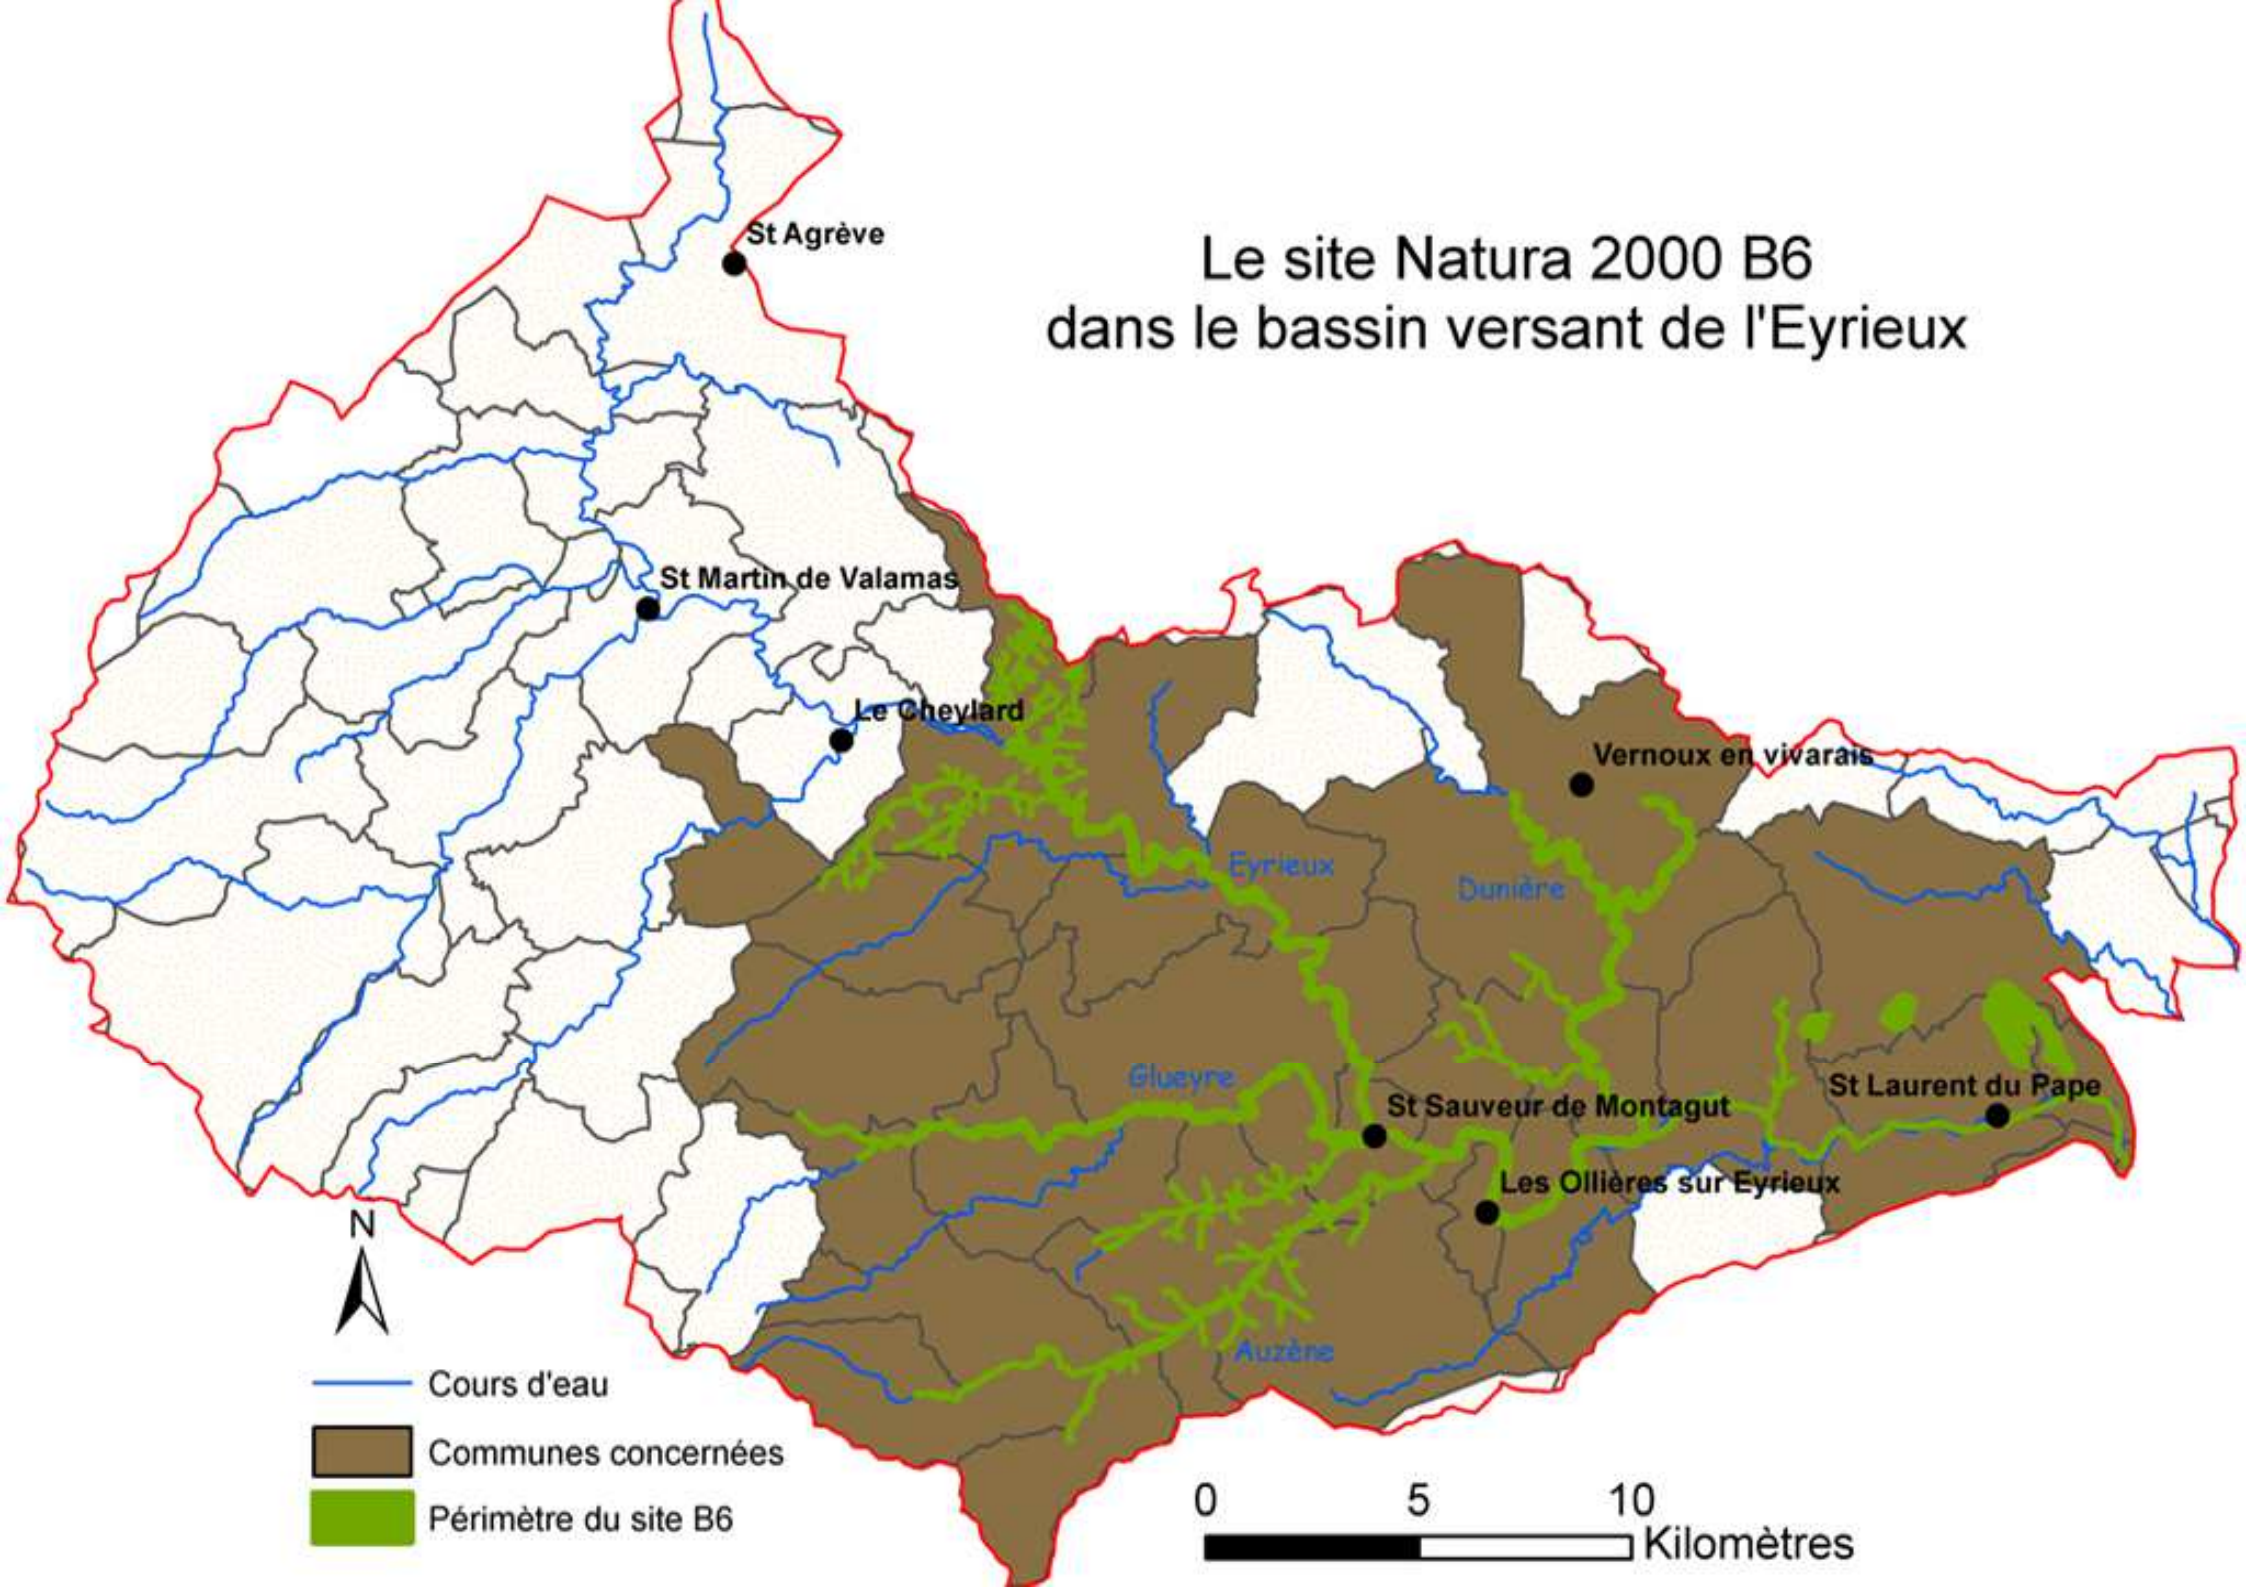 Le site Natura 2000 B6
dans le bassin versant de l'Eyrieux
St Agrève
St Martin de Valamas
Le Cheylard
Vernoux en vivarais
Eyrieux
Dunière
Glueyre
St Laurent du Pape
St Sauveur de Montagut
Les Ollières sur Eyrieux
Auzène
N
Cours d'eau
Communes concernées
Périmètre du site B6
0 5 10
Kilomètres